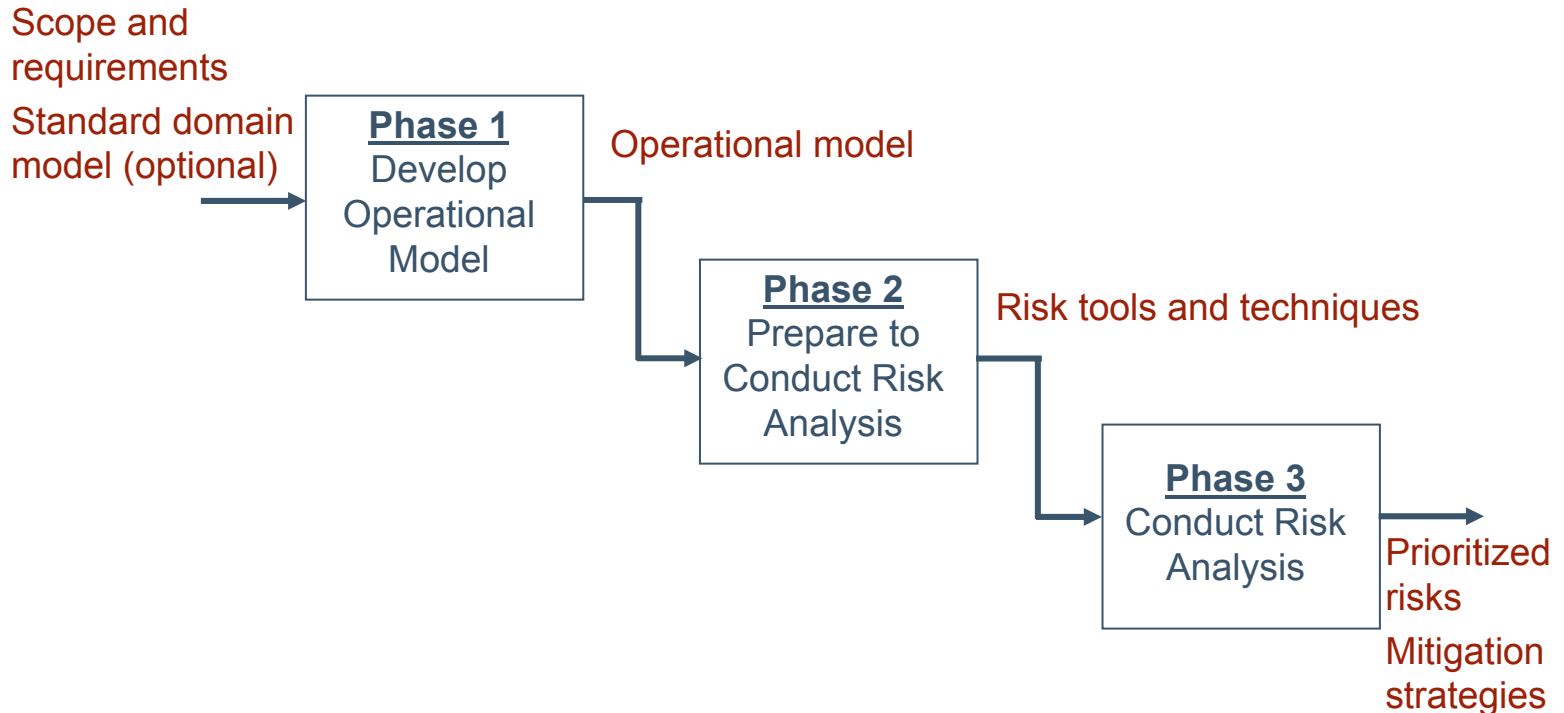 Scope and
requirements
Standard domain
model (optional)
Phase 1
Develop
Operational
Model
Operational model
Phase 2
Prepare to
Conduct Risk
Analysis
Risk tools and techniques
Phase 3
Conduct Risk
Analysis
Prioritized
risks
Mitigation
strategies